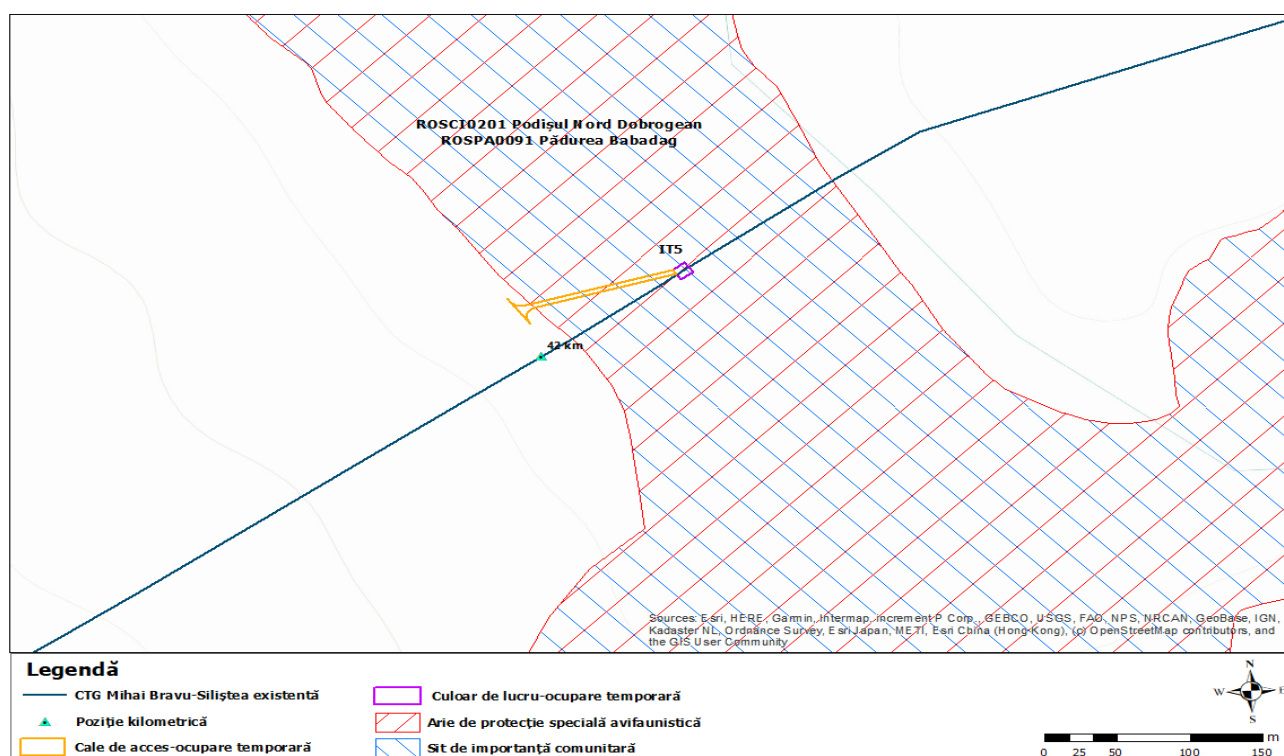 ROSCI0201 Podișul Nord Dobrogean
ROSPA0091 Pădurea Babadag
IT5
42 km
Sources: Esri, HERE, Garmin, Intermap, increment P Corp., GEBCO, USGS, FAO, NPS, NRCAN, GeoBase, IGN,
Kadaster NL, Ordnance Survey, Esri Japan, METI, Esri China (Hong Kong), (c) OpenStreetMap contributors, and
the GIS User Community
Legendă
CTG Mihai Bravu-Siliștea existentă
Poziție kilometrică
Cale de acces-ocupare temporară
Culoar de lucru-ocupare temporară
Arie de protecție specială avifaunistică
Sit de importanță comunitară
N
W E
S
m
0 25 50 100 150